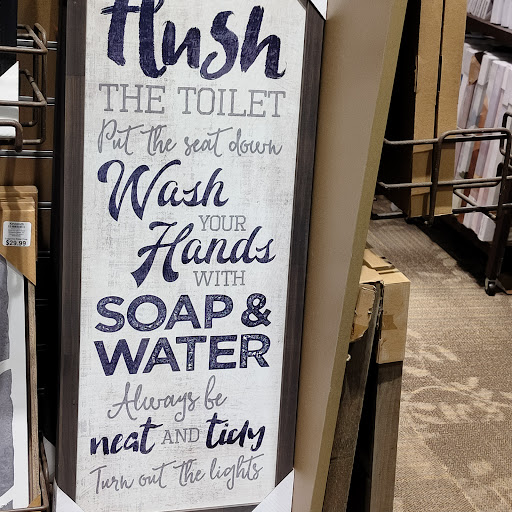 Flush
THE TOILET
Put the seat down
Wash
YOUR
Hands
WITH
SOAP &
WATER
Always be
neat AND tidy
Turn out the lights
$29.99